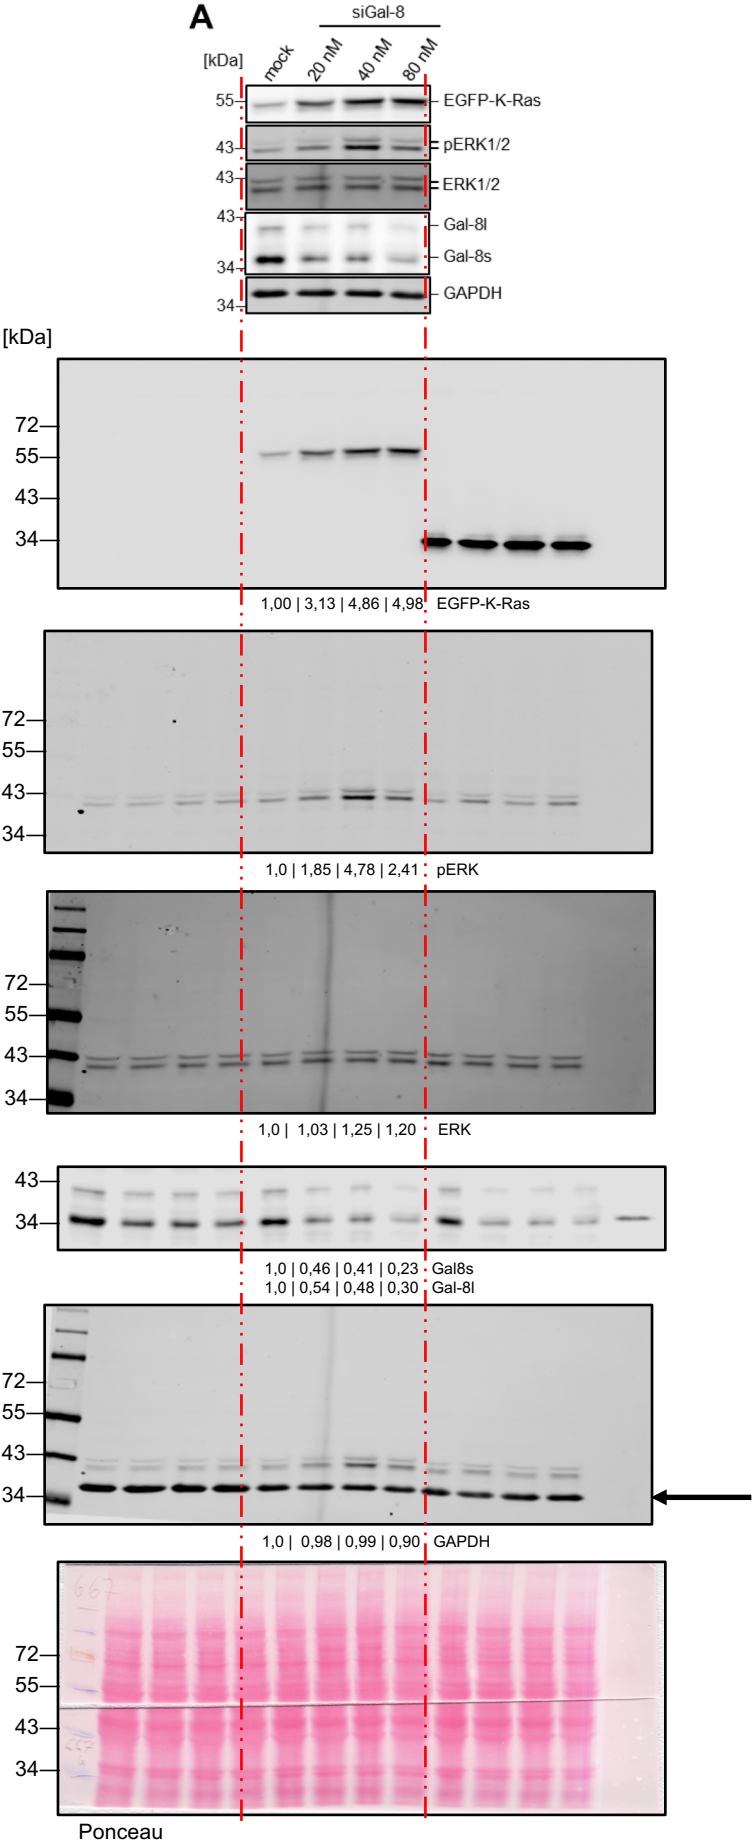 A
siGal-8
[kDa]
mock
20 nM
40 nM
80 nM
55
EGFP-K-Ras
43
pERK1/2
43
ERK1/2
43
Gal-8l
Gal-8s
34
GAPDH
34
[kDa]
72
55
43
34
1,00 | 3,13 | 4,86 | 4,98 EGFP-K-Ras
72
55
43
34
1,0 | 1,85 | 4,78 | 2,41 pERK
72
55
43
34
1,0 | 1,03 | 1,25 | 1,20 ERK
43
34
1,0 | 0,46 | 0,41 | 0,23 Gal8s
1,0 | 0,54 | 0,48 | 0,30 Gal-8l
72
55
43
34
1,0 | 0,98 | 0,99 | 0,90 GAPDH
667
72
55
43
34
Ponceau